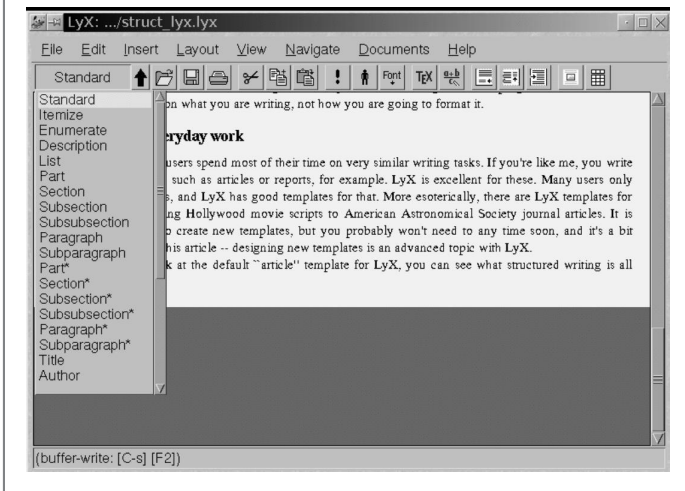 LyX: .../struct_lyx.lyx
File Edit Insert Layout View Navigate Documents Help
Standard
! Font TEX
Standard
Itemize
Enumerate
Description
List
Part
Section
Subsection
Subsubsection
Paragraph
Subparagraph
Part*
Section*
Subsection*
Subsubsection*
Paragraph*
Subparagraph*
Title
Author
on what you are writing, not how you are going to format it.
eryday work
users spend most of their time on very similar writing tasks. If you're like me, you write
such as articles or reports, for example. LyX is excellent for these. Many users only
s, and LyX has good templates for that. More esoterically, there are LyX templates for
ng Hollywood movie scripts to American Astronomical Society journal articles. It is
o create new templates, but you probably won't need to any time soon, and it's a bit
his article -- designing new templates is an advanced topic with LyX.
k at the default ``article'' template for LyX, you can see what structured writing is all
(buffer-write: [C-s] [F2])